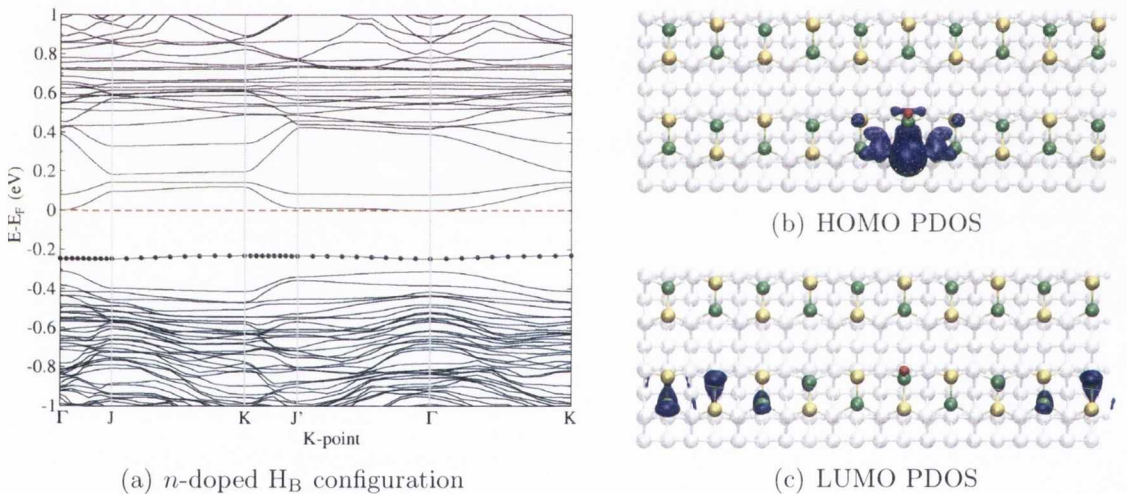 1
0.8
0.6
0.4
0.2
0
-0.2
-0.4
-0.6
-0.8
-1
E-E_F (eV)
Γ J K J' Γ K
K-point
(a) n-doped H_B configuration
(b) HOMO PDOS
(c) LUMO PDOS